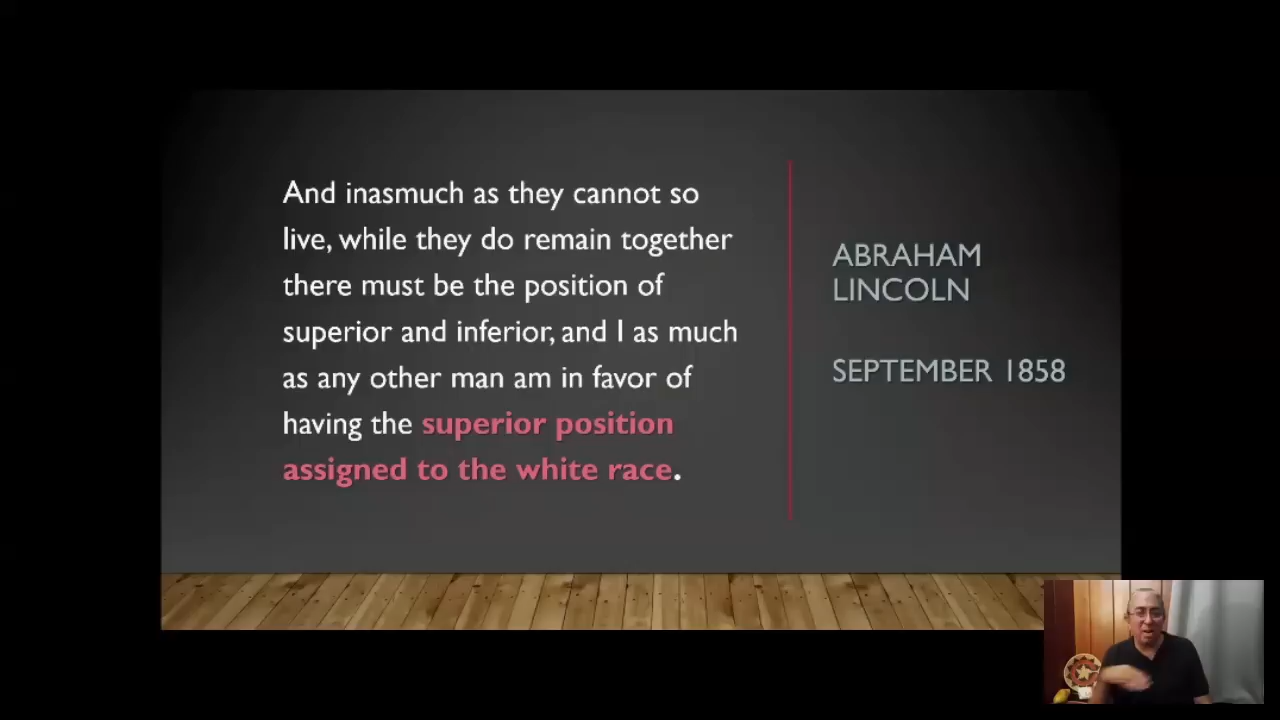 And inasmuch as they cannot so
live, while they do remain together
there must be the position of
superior and inferior, and I as much
as any other man am in favor of
having the superior position
assigned to the white race.
ABRAHAM
LINCOLN
SEPTEMBER 1858